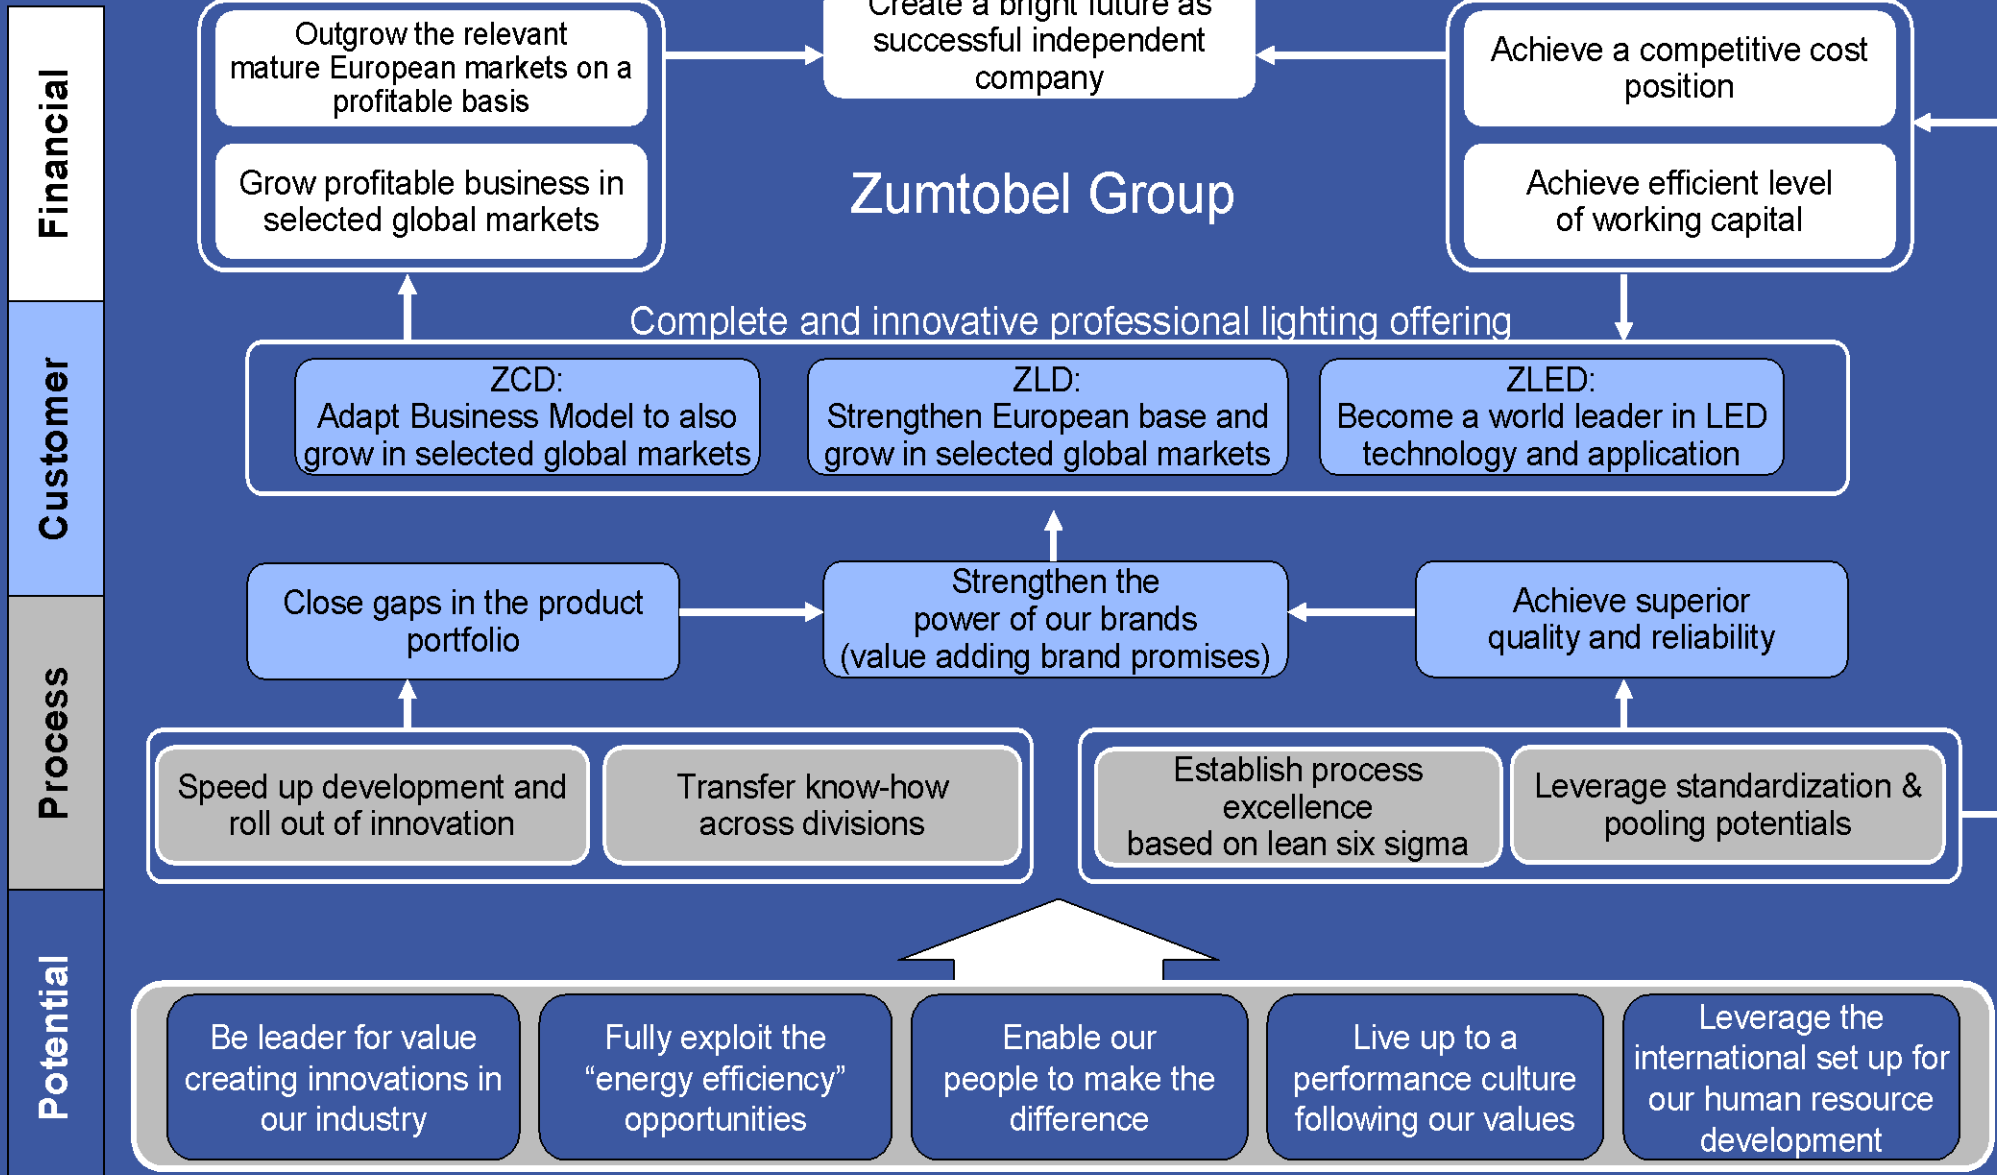 Financial
Outgrow the relevant
mature European markets on a
profitable basis
Grow profitable business in
selected global markets
Create a bright future as
successful independent
company
Zumtobel Group
Achieve a competitive cost
position
Achieve efficient level
of working capital
Customer
Complete and innovative professional lighting offering
ZCD:
Adapt Business Model to also
grow in selected global markets
ZLD:
Strengthen European base and
grow in selected global markets
ZLED:
Become a world leader in LED
technology and application
Close gaps in the product
portfolio
Strengthen the
power of our brands
(value adding brand promises)
Achieve superior
quality and reliability
Process
Speed up development and
roll out of innovation
Transfer know-how
across divisions
Establish process
excellence
based on lean six sigma
Leverage standardization &
pooling potentials
Potential
Be leader for value
creating innovations in
our industry
Fully exploit the
“energy efficiency”
opportunities
Enable our
people to make the
difference
Live up to a
performance culture
following our values
Leverage the
international set up for
our human resource
development